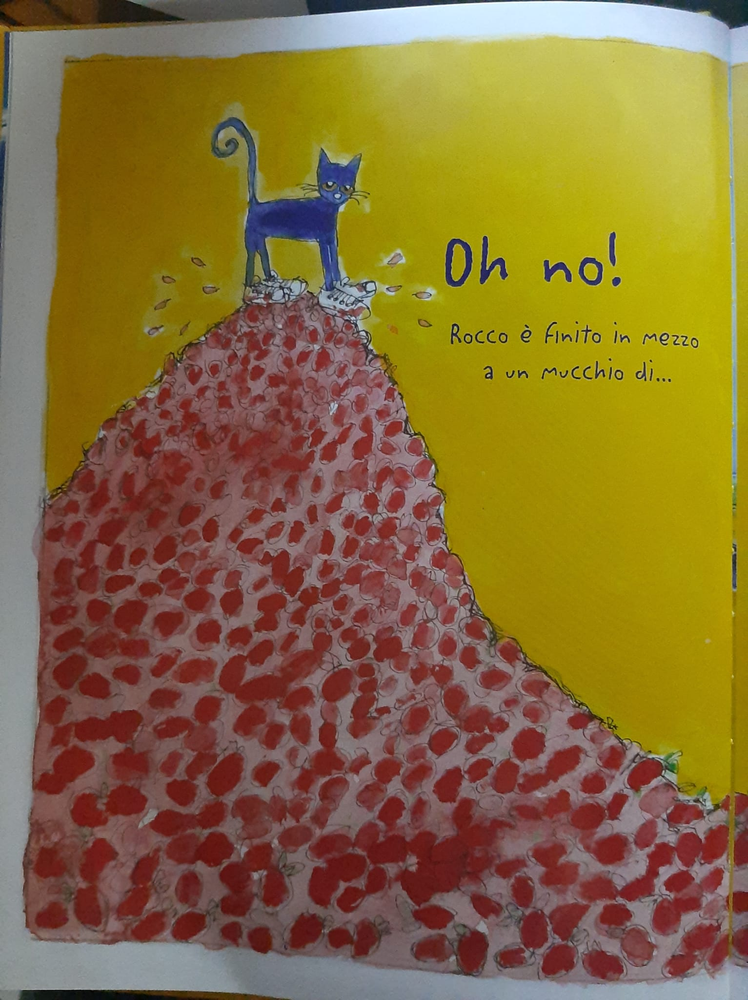 Oh no!
Rocco è finito in mezzo
a un mucchio di...